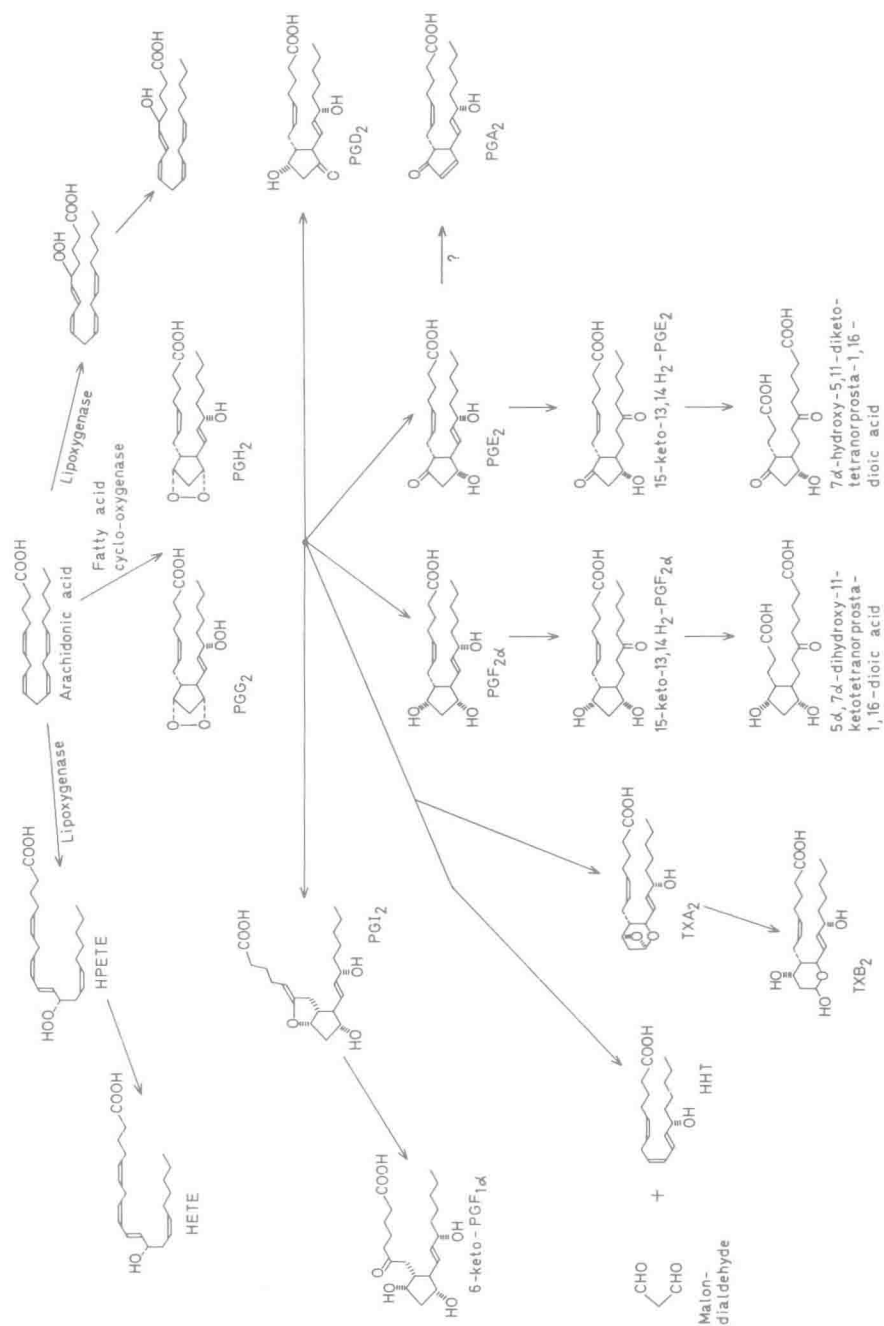 COOH
HO
HETE
COOH
HOO
HPETE
Lipoxygenase
COOH
Arachidonic acid
Lipoxygenase
Fatty acid
cyclo-oxygenase
OOH
COOH
OH
COOH
O
O
COOH
OOH
PGG2
O
O
COOH
OH
PGH2
COOH
O
HO
OH
PGI2
HO
COOH
O
OH
PGD2
O
COOH
HO
HO
OH
6-keto-PGF1α
HO
COOH
HO
OH
PGF2α
O
COOH
HO
OH
PGE2
?
O
COOH
OH
PGA2
HO
COOH
HO
O
15-keto-13,14H2-PGF2α
O
COOH
HO
O
15-keto-13,14H2-PGE2
CHO
CHO
Malon-
dialdehyde
+
COOH
OH
HHT
COOH
O
O
OH
TXA2
HO
COOH
HO
O
OH
TXB2
HO
COOH
COOH
HO
O
5α,7α-dihydroxy-11-
ketotetranorprosta-
1,16-dioic acid
O
COOH
COOH
HO
O
7α-hydroxy-5,11-diketo-
tetranorprosta-1,16-
dioic acid